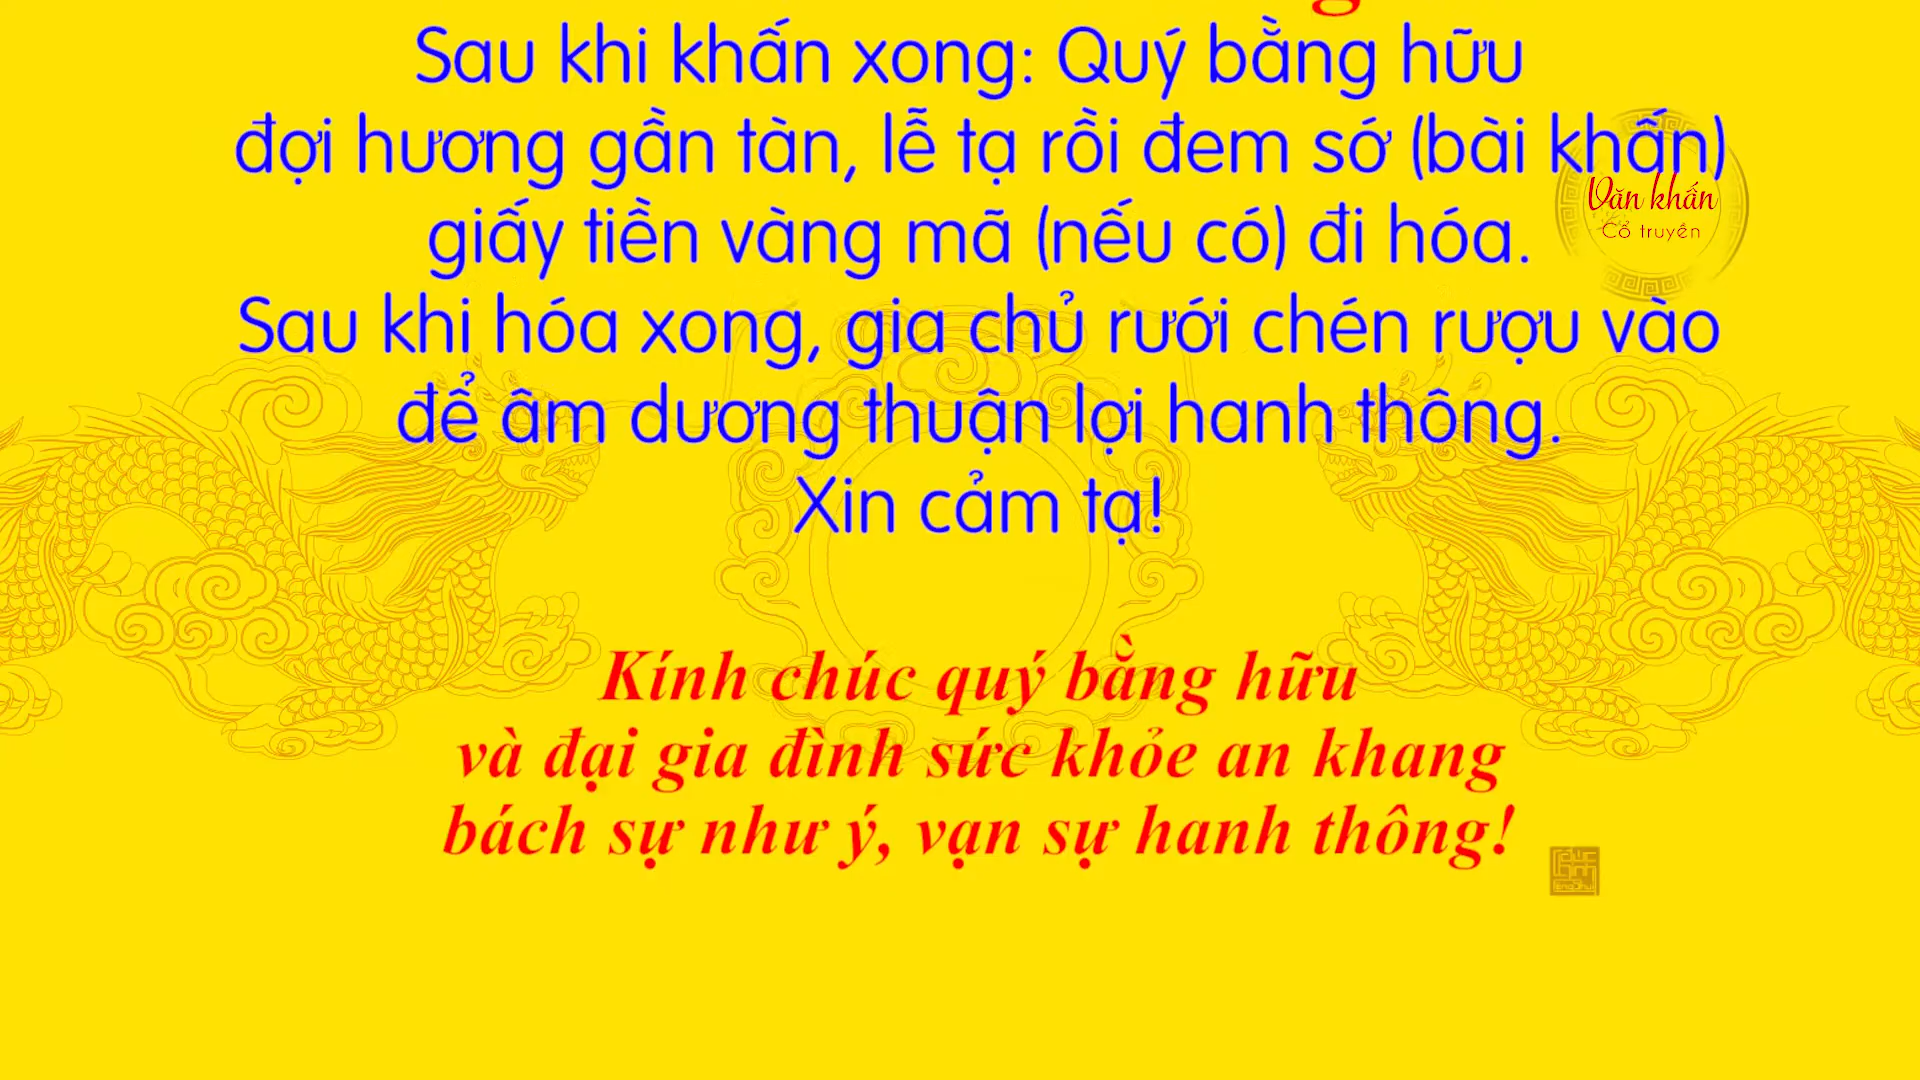 Sau khi khấn xong: Quý bằng hữu
đợi hương gần tàn, lễ tạ rồi đem sớ (bài khấn)
giấy tiền vàng mã (nếu có) đi hóa.
Sau khi hóa xong, gia chủ rưới chén rượu vào
để âm dương thuận lợi hanh thông.
Xin cảm tạ!
Kính chúc quý bằng hữu
và đại gia đình sức khỏe an khang
bách sự như ý, vạn sự hanh thông!
Văn khấn
Cổ truyền